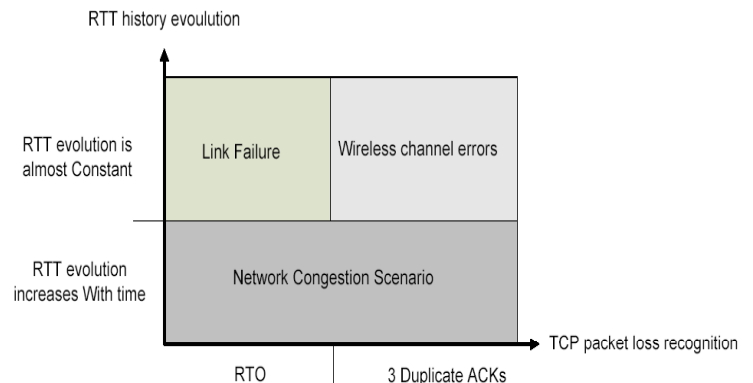 RTT history evoulution
RTT evolution is
almost Constant
Link Failure
Wireless channel errors
RTT evolution
increases With time
Network Congestion Scenario
TCP packet loss recognition
RTO
3 Duplicate ACKs